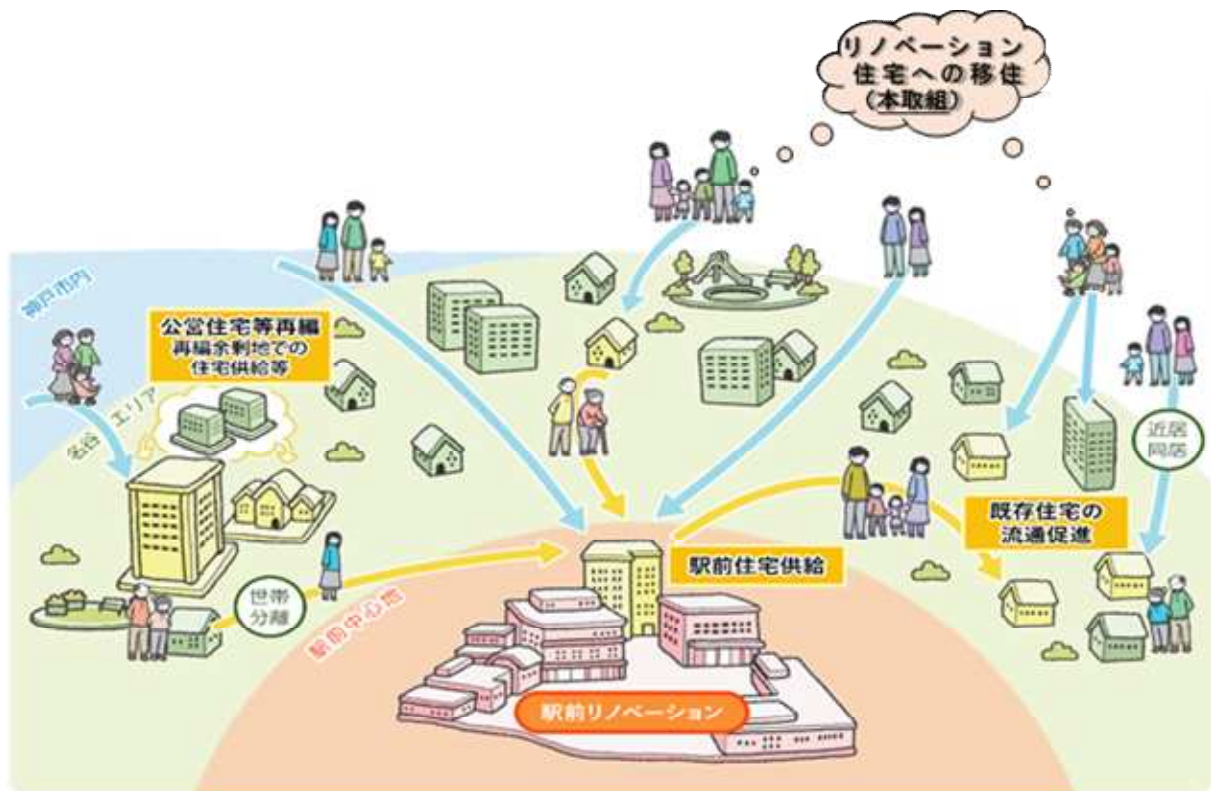 リノベーション
住宅への移住
(本取組)
神戸市内
公営住宅等再編
再編余剰地での
住宅供給等
名谷エリア
近居
同居
既存住宅の
流通促進
駅前住宅供給
世帯
分離
駅前中心地
駅前リノベーション